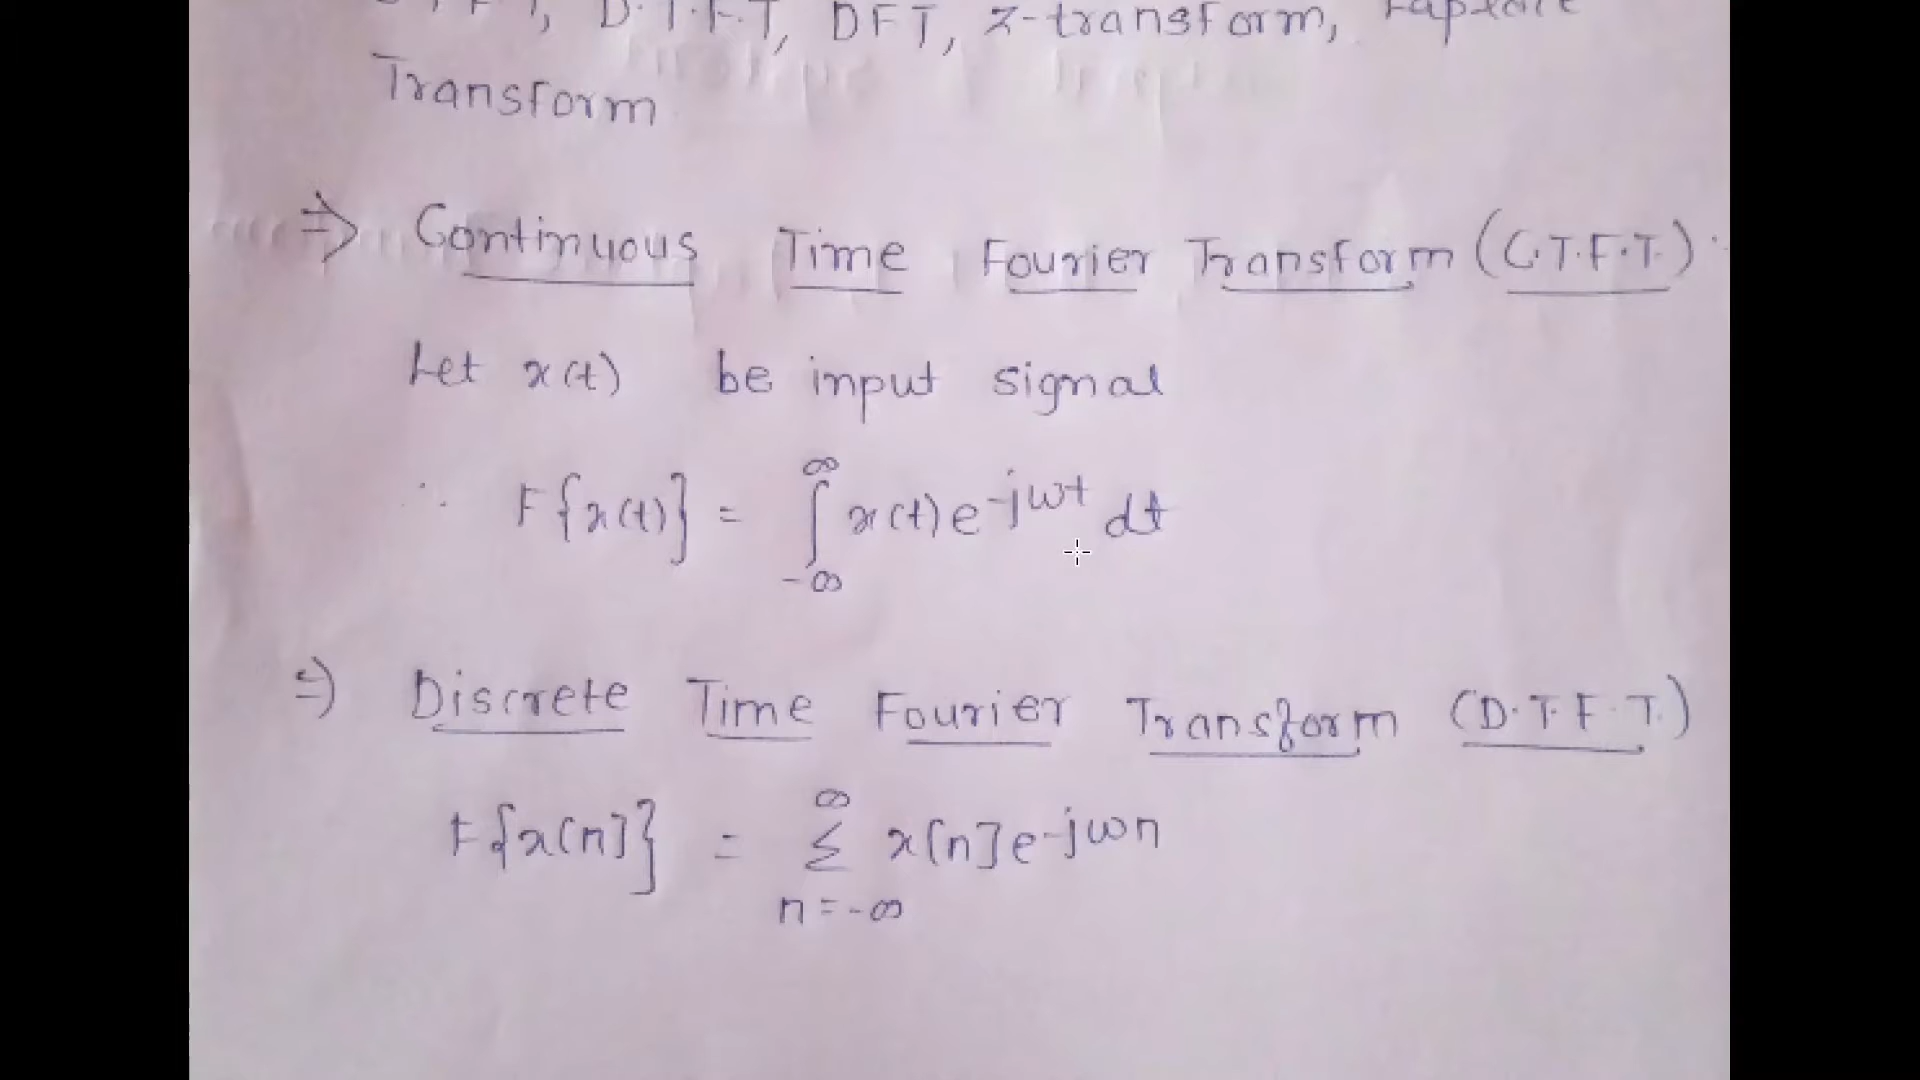 D.T.F.T, DFT, z-transform, Laplace
Transform
⇒ Continuous Time Fourier Transform (C.T.F.T.) :
Let x(t) be input signal
∴ F{x(t)} = ∫_{-∞}^{∞} x(t)e^{-jωt} dt
⇒ Discrete Time Fourier Transform (D.T.F.T.)
F{x[n]} = Σ_{n=-∞}^{∞} x[n]e^{-jωn}